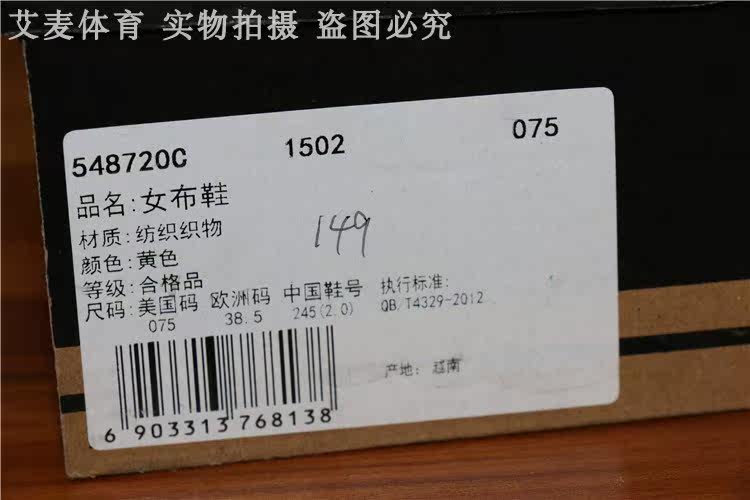 艾麦体育 实物拍摄 盗图必究
548720C 1502 075
品名:女布鞋
材质:纺织织物
149
颜色:黄色
等级:合格品
尺码:美国码 欧洲码 中国鞋号 执行标准:
075 38.5 245(2.0) QB/T4329-2012
产地: 越南
6 903313 768138